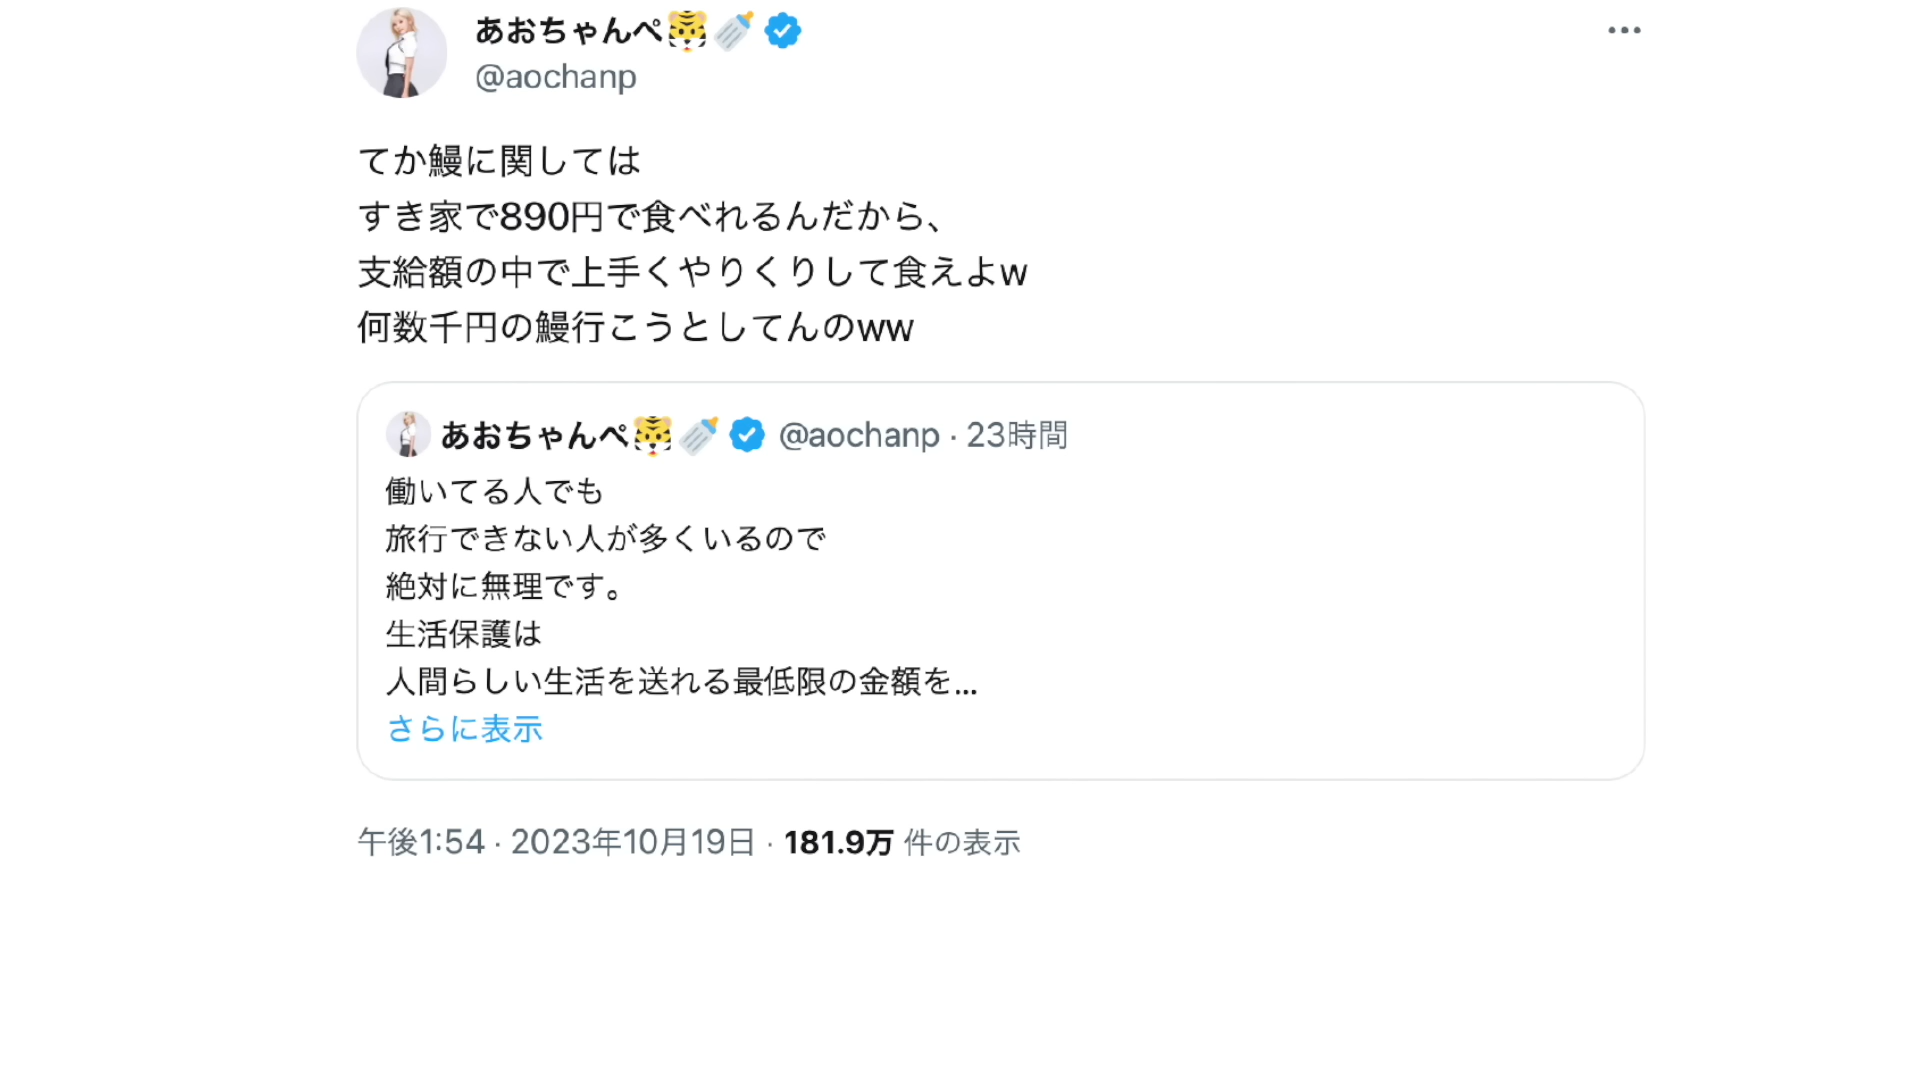 あおちゃんぺ🐯🍼
@aochanp
てか鰻に関しては
すき家で890円で食べれるんだから、
支給額の中で上手くやりくりして食えよw
何数千円の鰻行こうとしてんのww
あおちゃんぺ🐯🍼 @aochanp · 23時間
働いてる人でも
旅行できない人が多くいるので
絶対に無理です。
生活保護は
人間らしい生活を送れる最低限の金額を...
さらに表示
午後1:54 · 2023年10月19日 · 181.9万 件の表示